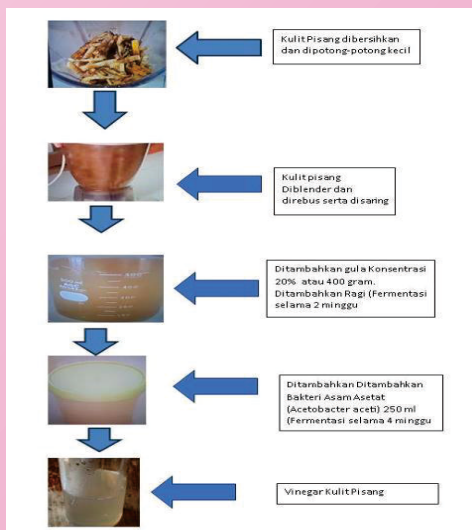 Kulit Pisang dibersihkan
dan dipotong-potong kecil
Kulit pisang
Diblender dan
direbus serta disaring
Ditambahkan gula Konsentrasi
20% atau 400 gram.
Ditambahkan Ragi (Fermentasi
selama 2 minggu
Ditambahkan Ditambahkan
Bakteri Asam Asetat
(Acetobacter aceti) 250 ml
(Fermentasi selama 4 minggu
Vinegar Kulit Pisang